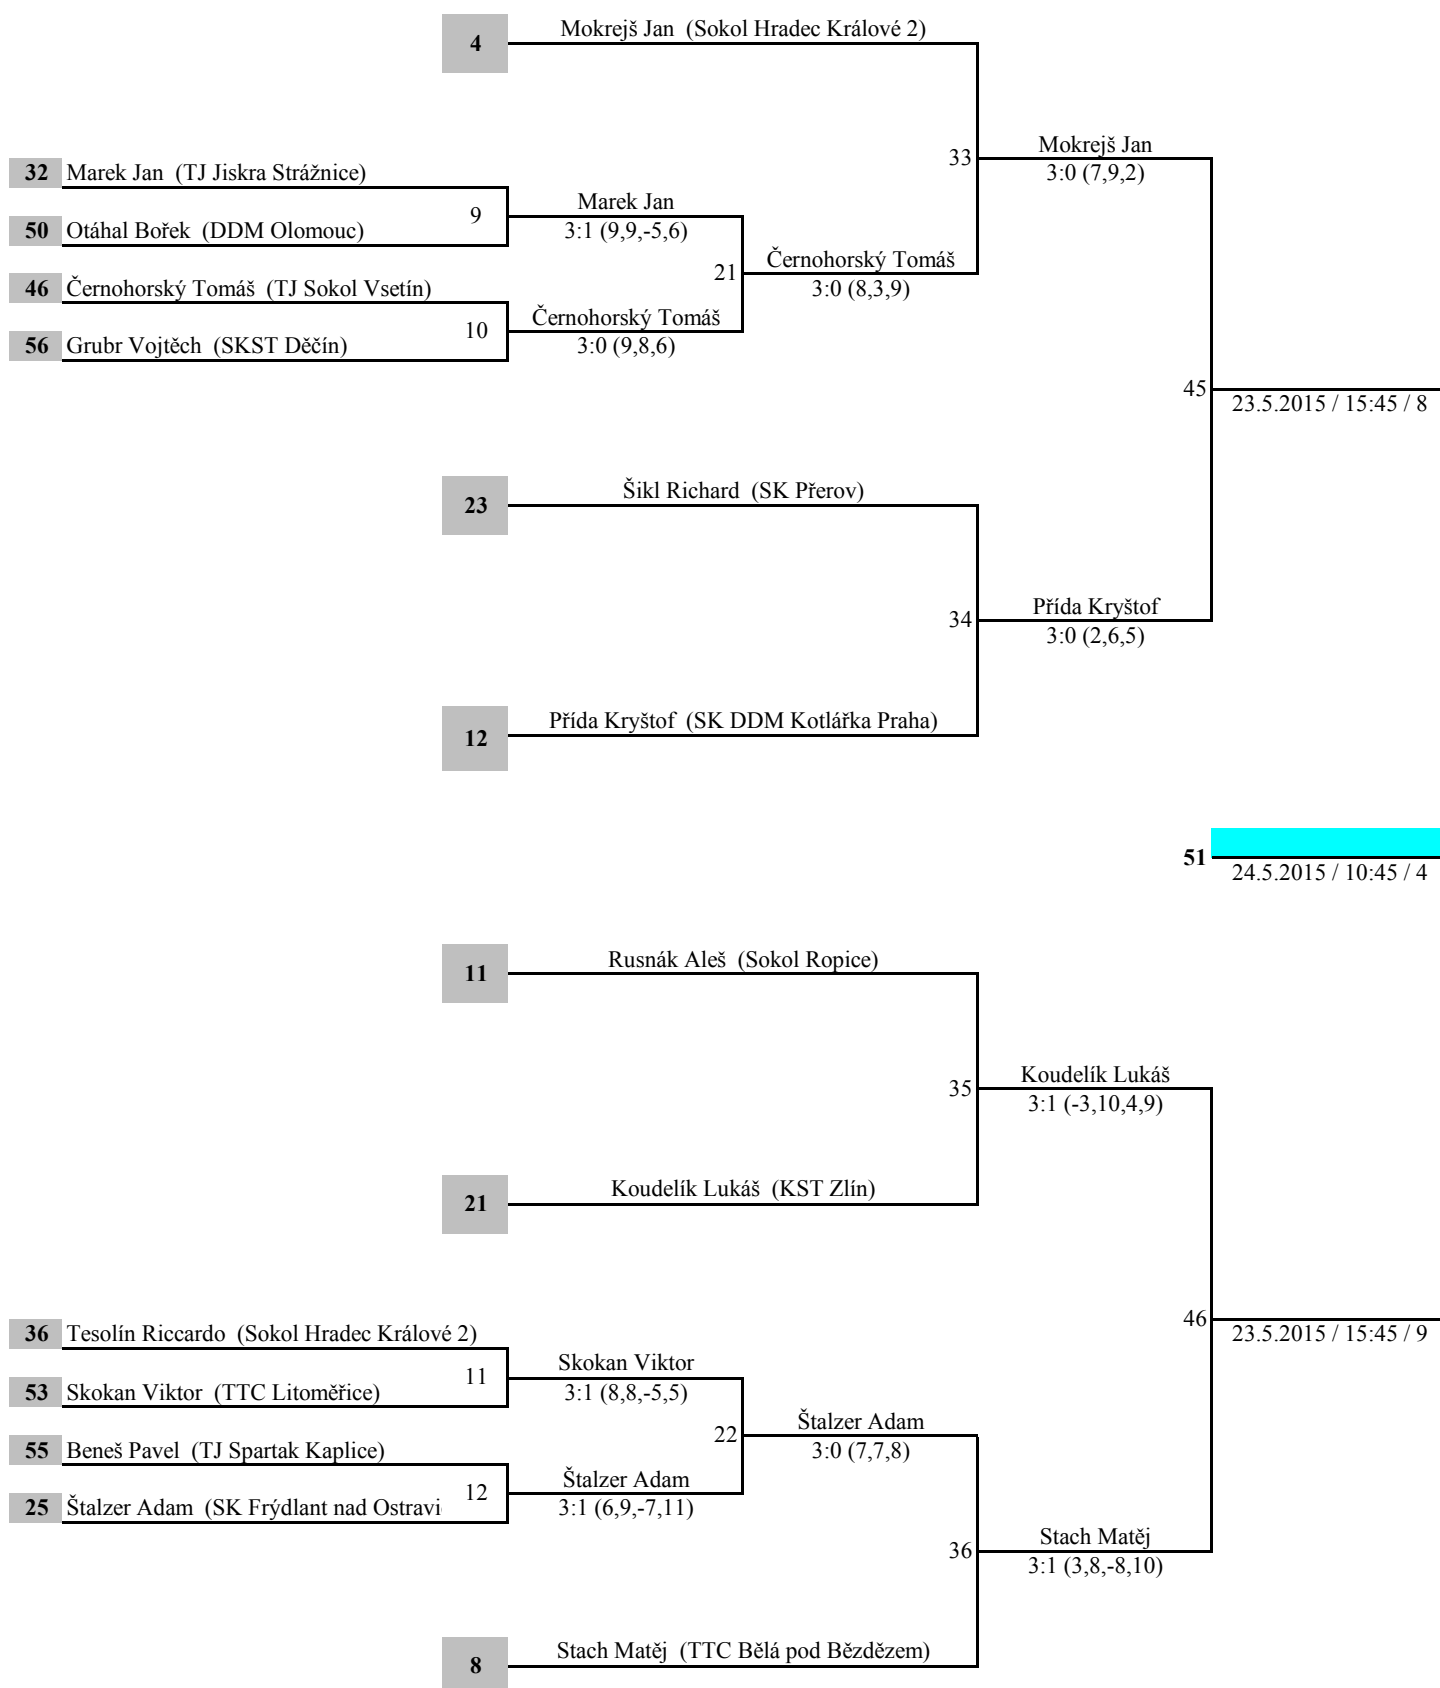 4 Mokrejš Jan (Sokol Hradec Králové 2)
33 Mokrejš Jan
3:0 (7,9,2)
32 Marek Jan (TJ Jiskra Strážnice)
9 Marek Jan
3:1 (9,9,-5,6)
50 Otáhal Bořek (DDM Olomouc)
21 Černohorský Tomáš
3:0 (8,3,9)
46 Černohorský Tomáš (TJ Sokol Vsetín)
10 Černohorský Tomáš
3:0 (9,8,6)
56 Grubr Vojtěch (SKST Děčín)
45 23.5.2015 / 15:45 / 8
23 Šikl Richard (SK Přerov)
34 Přída Kryštof
3:0 (2,6,5)
12 Přída Kryštof (SK DDM Kotlářka Praha)
51 24.5.2015 / 10:45 / 4
11 Rusnák Aleš (Sokol Ropice)
35 Koudelík Lukáš
3:1 (-3,10,4,9)
21 Koudelík Lukáš (KST Zlín)
46 23.5.2015 / 15:45 / 9
36 Tesolín Riccardo (Sokol Hradec Králové 2)
11 Skokan Viktor
3:1 (8,8,-5,5)
53 Skokan Viktor (TTC Litoměřice)
22 Štalzer Adam
3:0 (7,7,8)
55 Beneš Pavel (TJ Spartak Kaplice)
12 Štalzer Adam
3:1 (6,9,-7,11)
25 Štalzer Adam (SK Frýdlant nad Ostravi
36 Stach Matěj
3:1 (3,8,-8,10)
8 Stach Matěj (TTC Bělá pod Bězdězem)